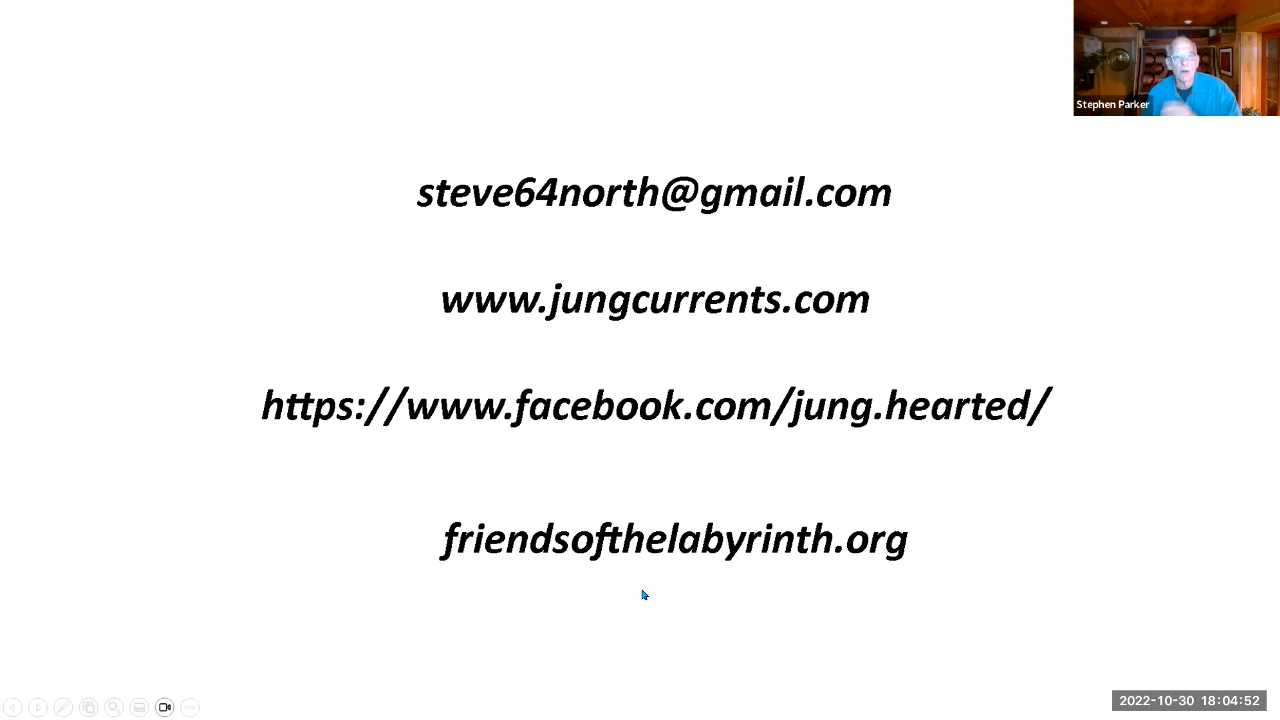 Stephen Parker
steve64north@gmail.com
www.jungcurrents.com
https://www.facebook.com/jung.hearted/
friendsofthelabyrinth.org
2022-10-30 18:04:52